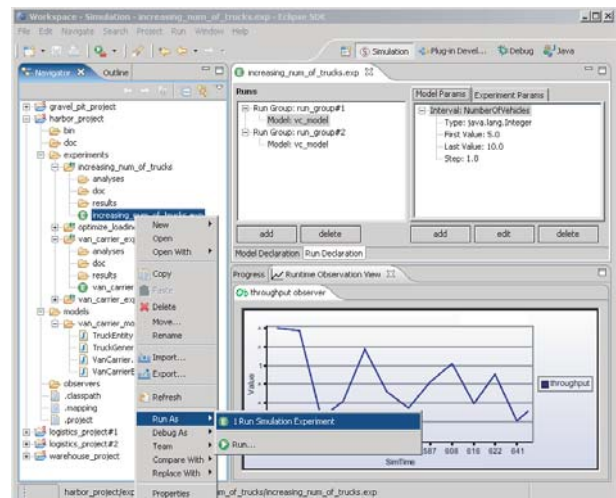 Workspace - Simulation - increasing_num_of_trucks.exp - Eclipse SDK
File Edit Navigate Search Project Run Window Help
Simulation Plug-in Devel... Debug Java
Navigator Outline
gravel_pit_project
harbor_project
bin
doc
experiments
increasing_num_of_trucks
analyses
doc
results
increasing_num_of_trucks.exp
optimize_loadin
van_carrier_exp
analyses
doc
results
van_carrier
van_carrier_exp
models
van_carrier_mo
TruckEntity
TruckGener
VanCarrier.
VanCarrierE
observers
.classpath
.mapping
.project
logistics_project#1
logistics_project#2
warehouse_project
New
Open
Open With
Copy
Paste
Delete
Move...
Rename
Import...
Export...
Refresh
Run As
Debug As
Team
Compare With
Replace With
Properties
1 Run Simulation Experiment
Run...
increasing_num_of_trucks.exp
Runs
Run Group: run_group#1
Model: vc_model
Run Group: run_group#2
Model: vc_model
add delete
Model Params Experiment Params
Interval: NumberOfVehicles
Type: java.lang.Integer
First Value: 5.0
Last Value: 10.0
Step: 1.0
add edit delete
Model Declaration Run Declaration
Progress Runtime Observation View
throughput observer
Value
throughput
587 608 616 622 641
SimTime
harbor_project/exp
m_of_trucks/increasing_num_of_trucks.exp